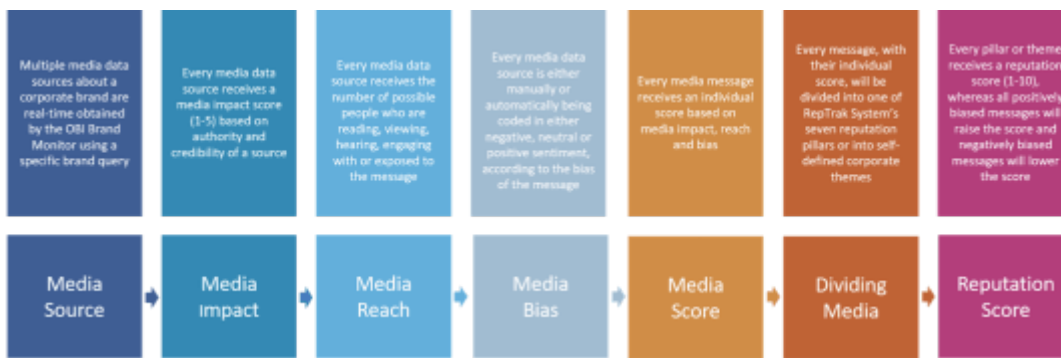 Multiple media data
sources about a
corporate brand are
real-time obtained
by the OBI Brand
Monitor using a
specific brand query
Every media data
source receives a
media impact score
(1-5) based on
authority and
credibility of a source
Every media data
source receives the
number of possible
people who are
reading, viewing,
hearing, engaging
with or exposed to
the message
Every media data
source is either
manually or
automatically being
coded in either
negative, neutral or
positive sentiment,
according to the bias
of the message
Every media message
receives an individual
score based on
media impact, reach
and bias
Every message, with
their individual
score, will be
divided into one of
RepTrak System's
seven reputation
pillars or into self-
defined corporate
themes
Every pillar or theme
receives a reputation
score (1-10),
whereas all positively
biased messages will
raise the score and
negatively biased
messages will lower
the score
Media
Source
Media
Impact
Media
Reach
Media
Bias
Media
Score
Dividing
Media
Reputation
Score